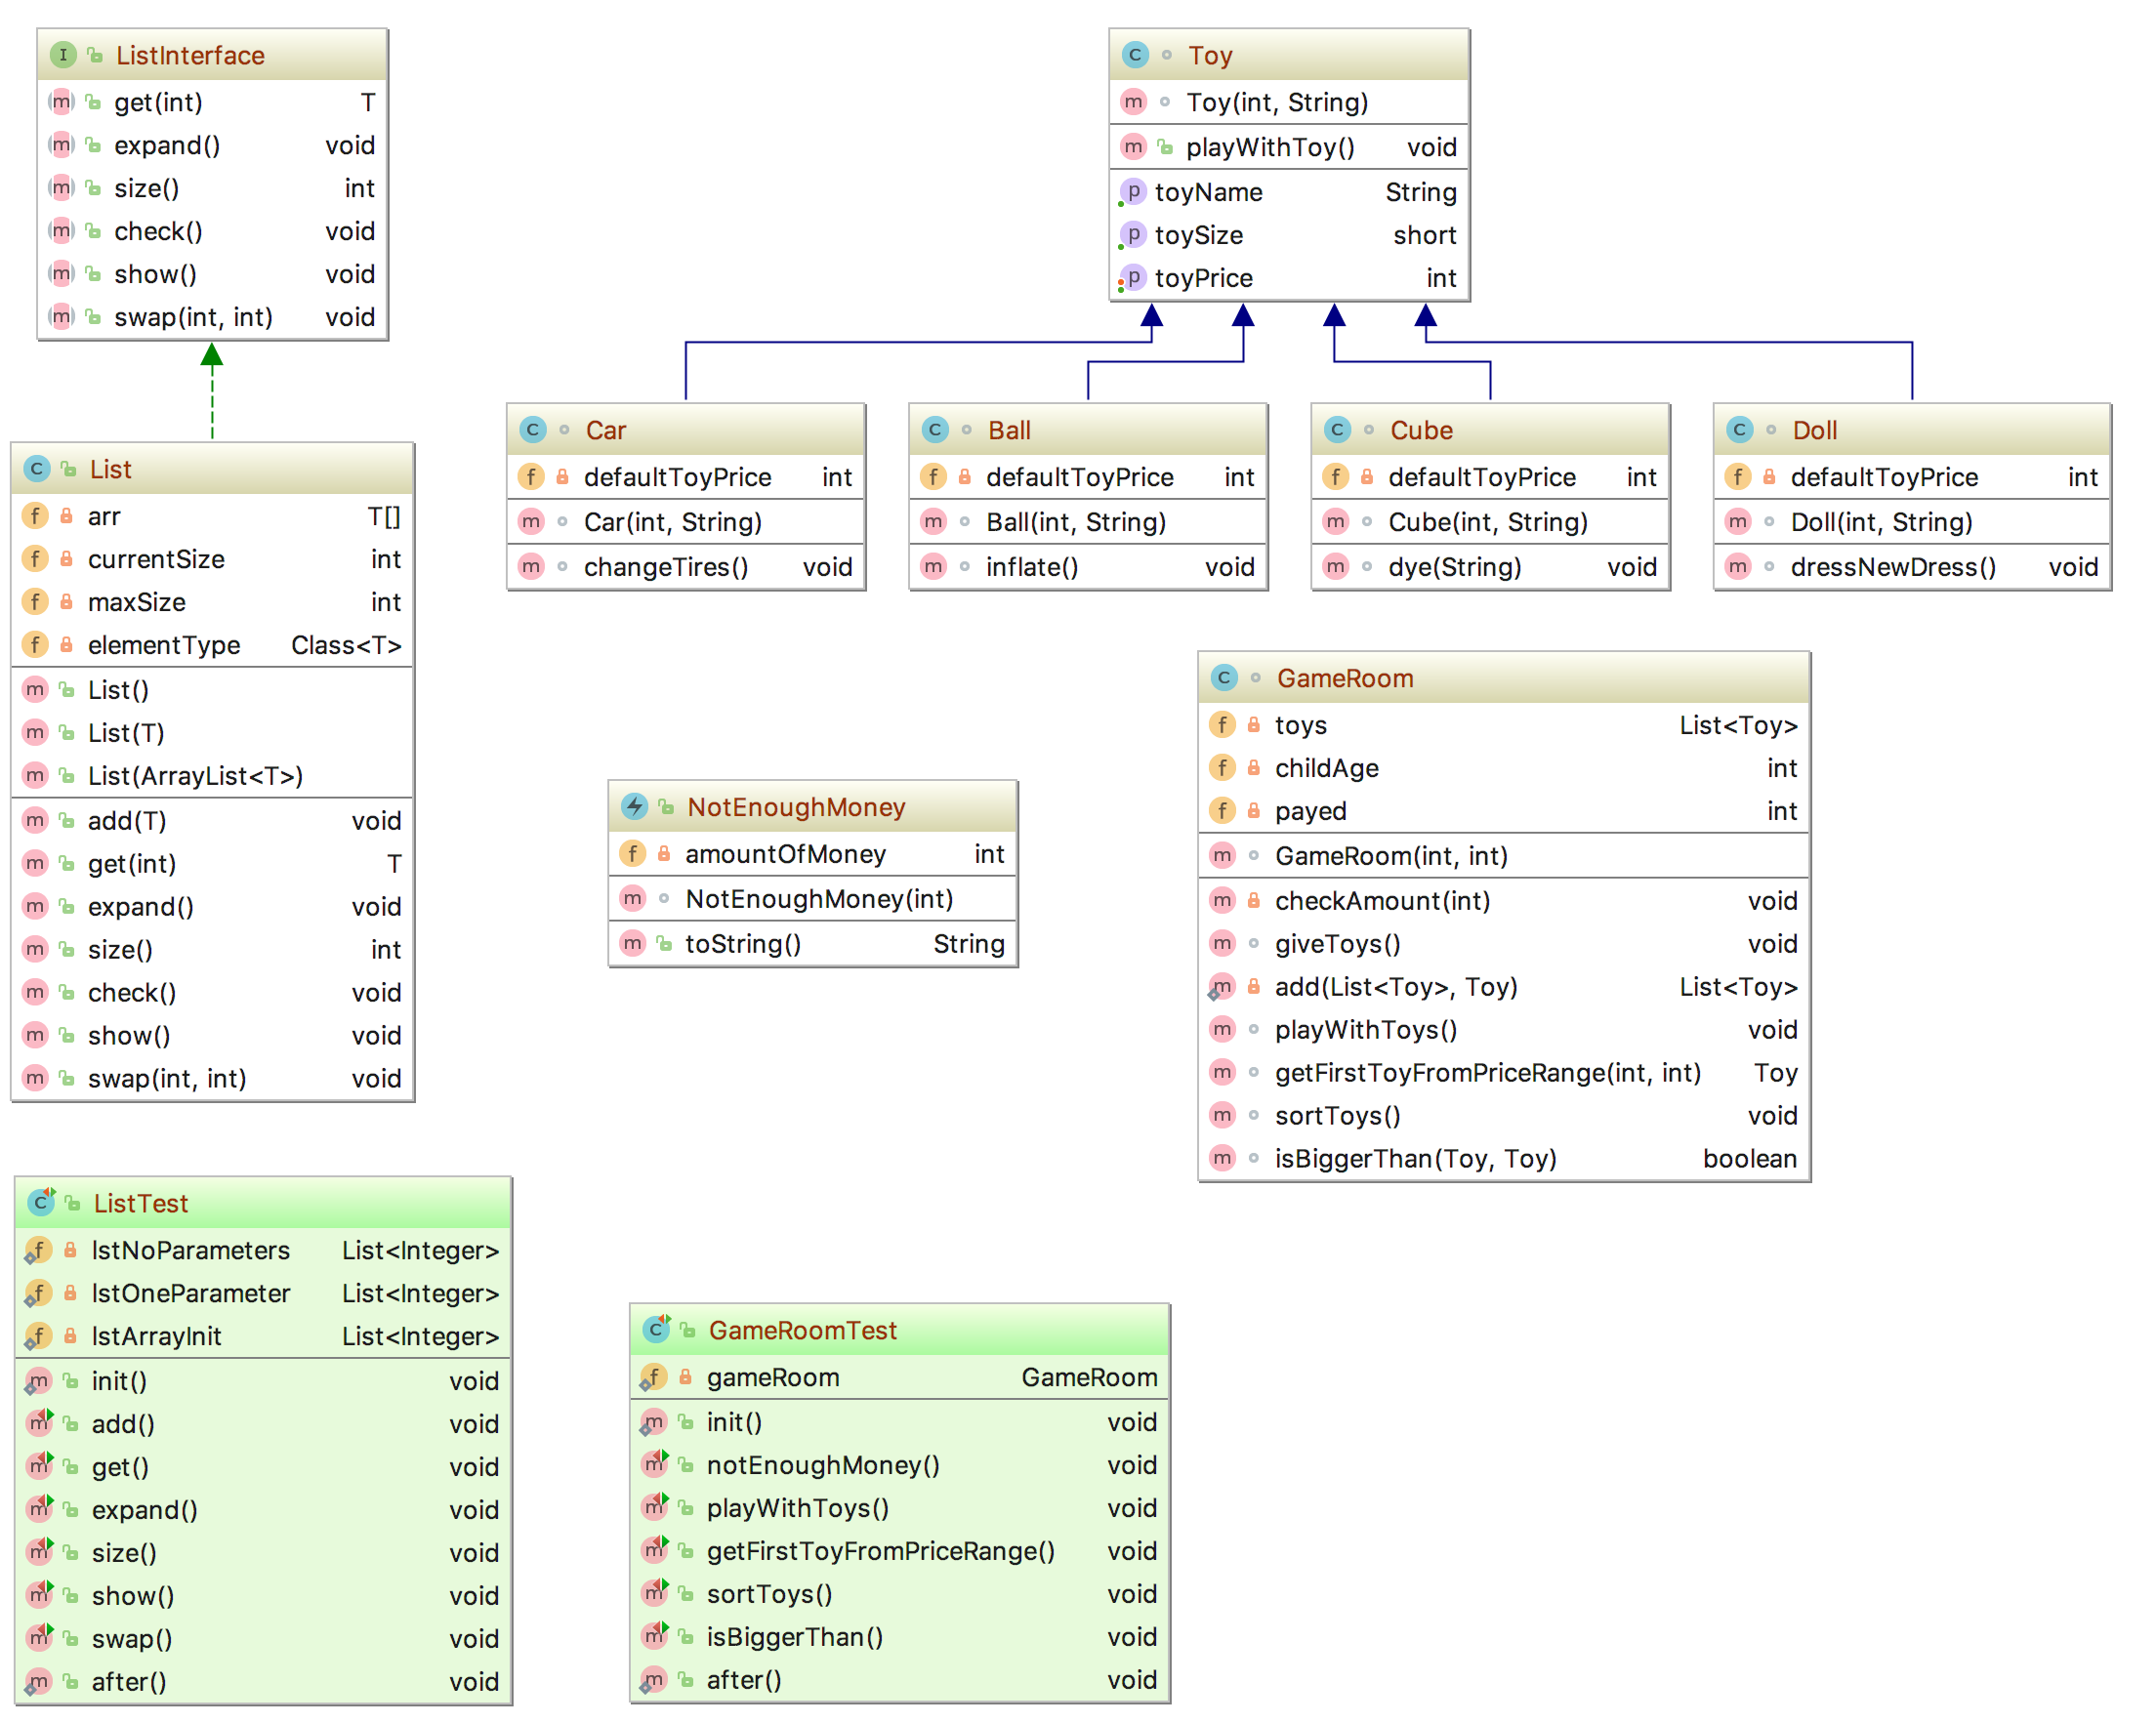 ListInterface
get(int) T
expand() void
size() int
check() void
show() void
swap(int, int) void
Toy
Toy(int, String)
playWithToy() void
toyName String
toySize short
toyPrice int
Car
defaultToyPrice int
Car(int, String)
changeTires() void
Ball
defaultToyPrice int
Ball(int, String)
inflate() void
Cube
defaultToyPrice int
Cube(int, String)
dye(String) void
Doll
defaultToyPrice int
Doll(int, String)
dressNewDress() void
List
arr T[]
currentSize int
maxSize int
elementType Class<T>
List()
List(T)
List(ArrayList<T>)
add(T) void
get(int) T
expand() void
size() int
check() void
show() void
swap(int, int) void
NotEnoughMoney
amountOfMoney int
NotEnoughMoney(int)
toString() String
GameRoom
toys List<Toy>
childAge int
payed int
GameRoom(int, int)
checkAmount(int) void
giveToys() void
add(List<Toy>, Toy) List<Toy>
playWithToys() void
getFirstToyFromPriceRange(int, int) Toy
sortToys() void
isBiggerThan(Toy, Toy) boolean
ListTest
lstNoParameters List<Integer>
lstOneParameter List<Integer>
lstArrayInit List<Integer>
init() void
add() void
get() void
expand() void
size() void
show() void
swap() void
after() void
GameRoomTest
gameRoom GameRoom
init() void
notEnoughMoney() void
playWithToys() void
getFirstToyFromPriceRange() void
sortToys() void
isBiggerThan() void
after() void